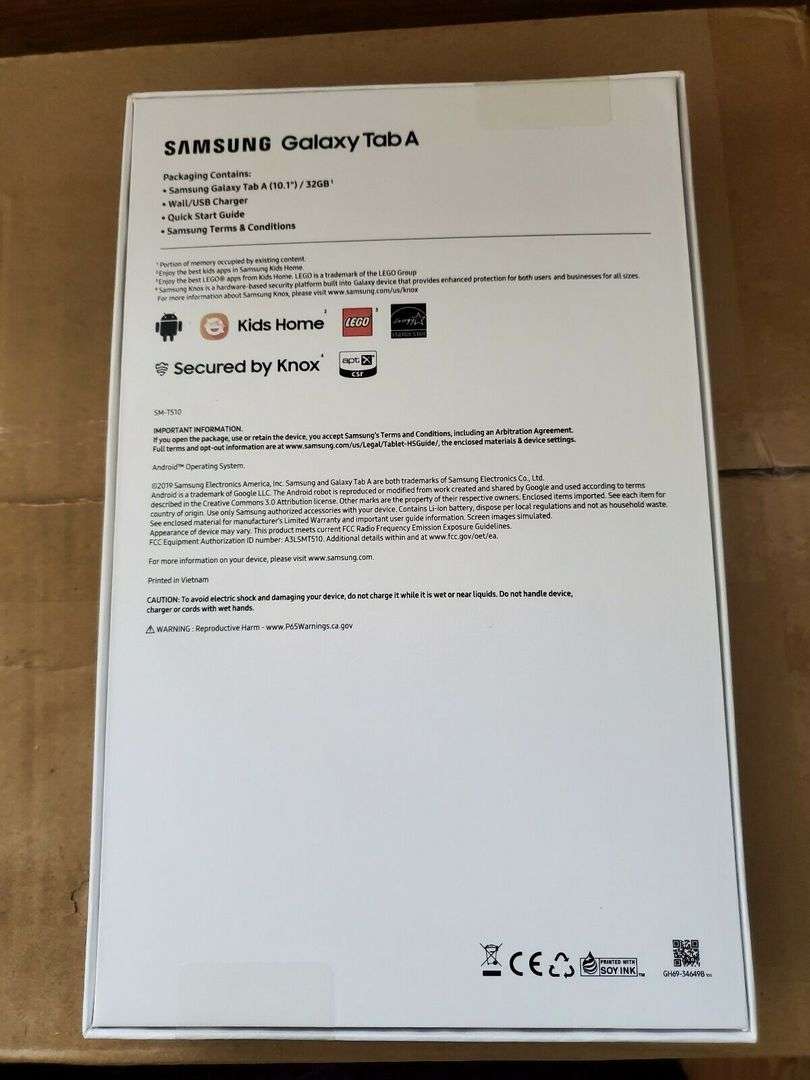 SAMSUNG Galaxy Tab A
Packaging Contains:
• Samsung Galaxy Tab A (10.1") / 32GB¹
• Wall/USB Charger
• Quick Start Guide
• Samsung Terms & Conditions
¹ Portion of memory occupied by existing content.
² Enjoy the best kids apps in Samsung Kids Home.
³ Enjoy the best LEGO® apps from Kids Home. LEGO is a trademark of the LEGO Group
⁴ Samsung Knox is a hardware-based security platform built into Galaxy device that provides enhanced protection for both users and businesses for all sizes.
For more information about Samsung Knox, please visit www.samsung.com/us/knox
Kids Home² LEGO³ energy ENERGY STAR
Secured by Knox⁴ aptX CSR
SM-T510
IMPORTANT INFORMATION.
If you open the package, use or retain the device, you accept Samsung's Terms and Conditions, including an Arbitration Agreement.
Full terms and opt-out information are at www.samsung.com/us/Legal/Tablet-HSGuide/, the enclosed materials & device settings.
Android™ Operating System.
©2019 Samsung Electronics America, Inc. Samsung and Galaxy Tab A are both trademarks of Samsung Electronics Co., Ltd.
Android is a trademark of Google LLC. The Android robot is reproduced or modified from work created and shared by Google and used according to terms
described in the Creative Commons 3.0 Attribution license. Other marks are the property of their respective owners. Enclosed items imported. See each item for
country of origin. Use only Samsung authorized accessories with your device. Contains Li-ion battery, dispose per local regulations and not as household waste.
See enclosed material for manufacturer's Limited Warranty and important user guide information. Screen images simulated.
Appearance of device may vary. This product meets current FCC Radio Frequency Emission Exposure Guidelines.
FCC Equipment Authorization ID number: A3LSMT510. Additional details within and at www.fcc.gov/oet/ea.
For more information on your device, please visit www.samsung.com.
Printed in Vietnam
CAUTION: To avoid electric shock and damaging your device, do not charge it while it is wet or near liquids. Do not handle device,
charger or cords with wet hands.
WARNING : Reproductive Harm - www.P65Warnings.ca.gov
CE PRINTED WITH
SOY INK™
GH69-34649B